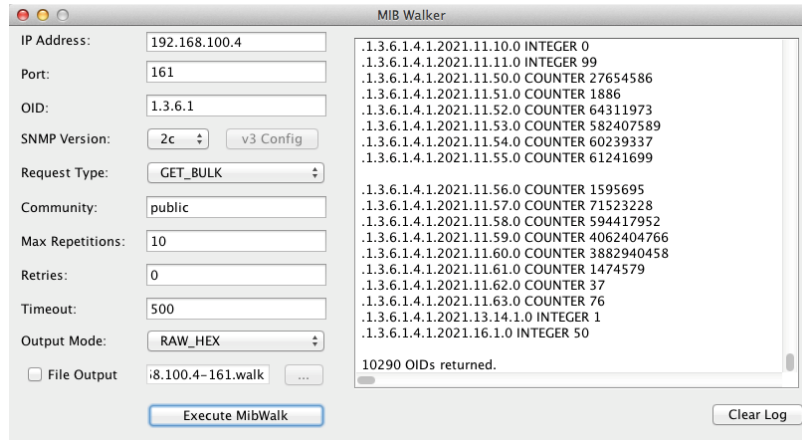 MIB Walker
IP Address: 192.168.100.4
Port: 161
OID: 1.3.6.1
SNMP Version: 2c v3 Config
Request Type: GET_BULK
Community: public
Max Repetitions: 10
Retries: 0
Timeout: 500
Output Mode: RAW_HEX
File Output 8.100.4-161.walk ...
Execute MibWalk
.1.3.6.1.4.1.2021.11.10.0 INTEGER 0
.1.3.6.1.4.1.2021.11.11.0 INTEGER 99
.1.3.6.1.4.1.2021.11.50.0 COUNTER 27654586
.1.3.6.1.4.1.2021.11.51.0 COUNTER 1886
.1.3.6.1.4.1.2021.11.52.0 COUNTER 64311973
.1.3.6.1.4.1.2021.11.53.0 COUNTER 582407589
.1.3.6.1.4.1.2021.11.54.0 COUNTER 60239337
.1.3.6.1.4.1.2021.11.55.0 COUNTER 61241699
.1.3.6.1.4.1.2021.11.56.0 COUNTER 1595695
.1.3.6.1.4.1.2021.11.57.0 COUNTER 71523228
.1.3.6.1.4.1.2021.11.58.0 COUNTER 594417952
.1.3.6.1.4.1.2021.11.59.0 COUNTER 4062404766
.1.3.6.1.4.1.2021.11.60.0 COUNTER 3882940458
.1.3.6.1.4.1.2021.11.61.0 COUNTER 1474579
.1.3.6.1.4.1.2021.11.62.0 COUNTER 37
.1.3.6.1.4.1.2021.11.63.0 COUNTER 76
.1.3.6.1.4.1.2021.13.14.1.0 INTEGER 1
.1.3.6.1.4.1.2021.16.1.0 INTEGER 50
10290 OIDs returned.
Clear Log